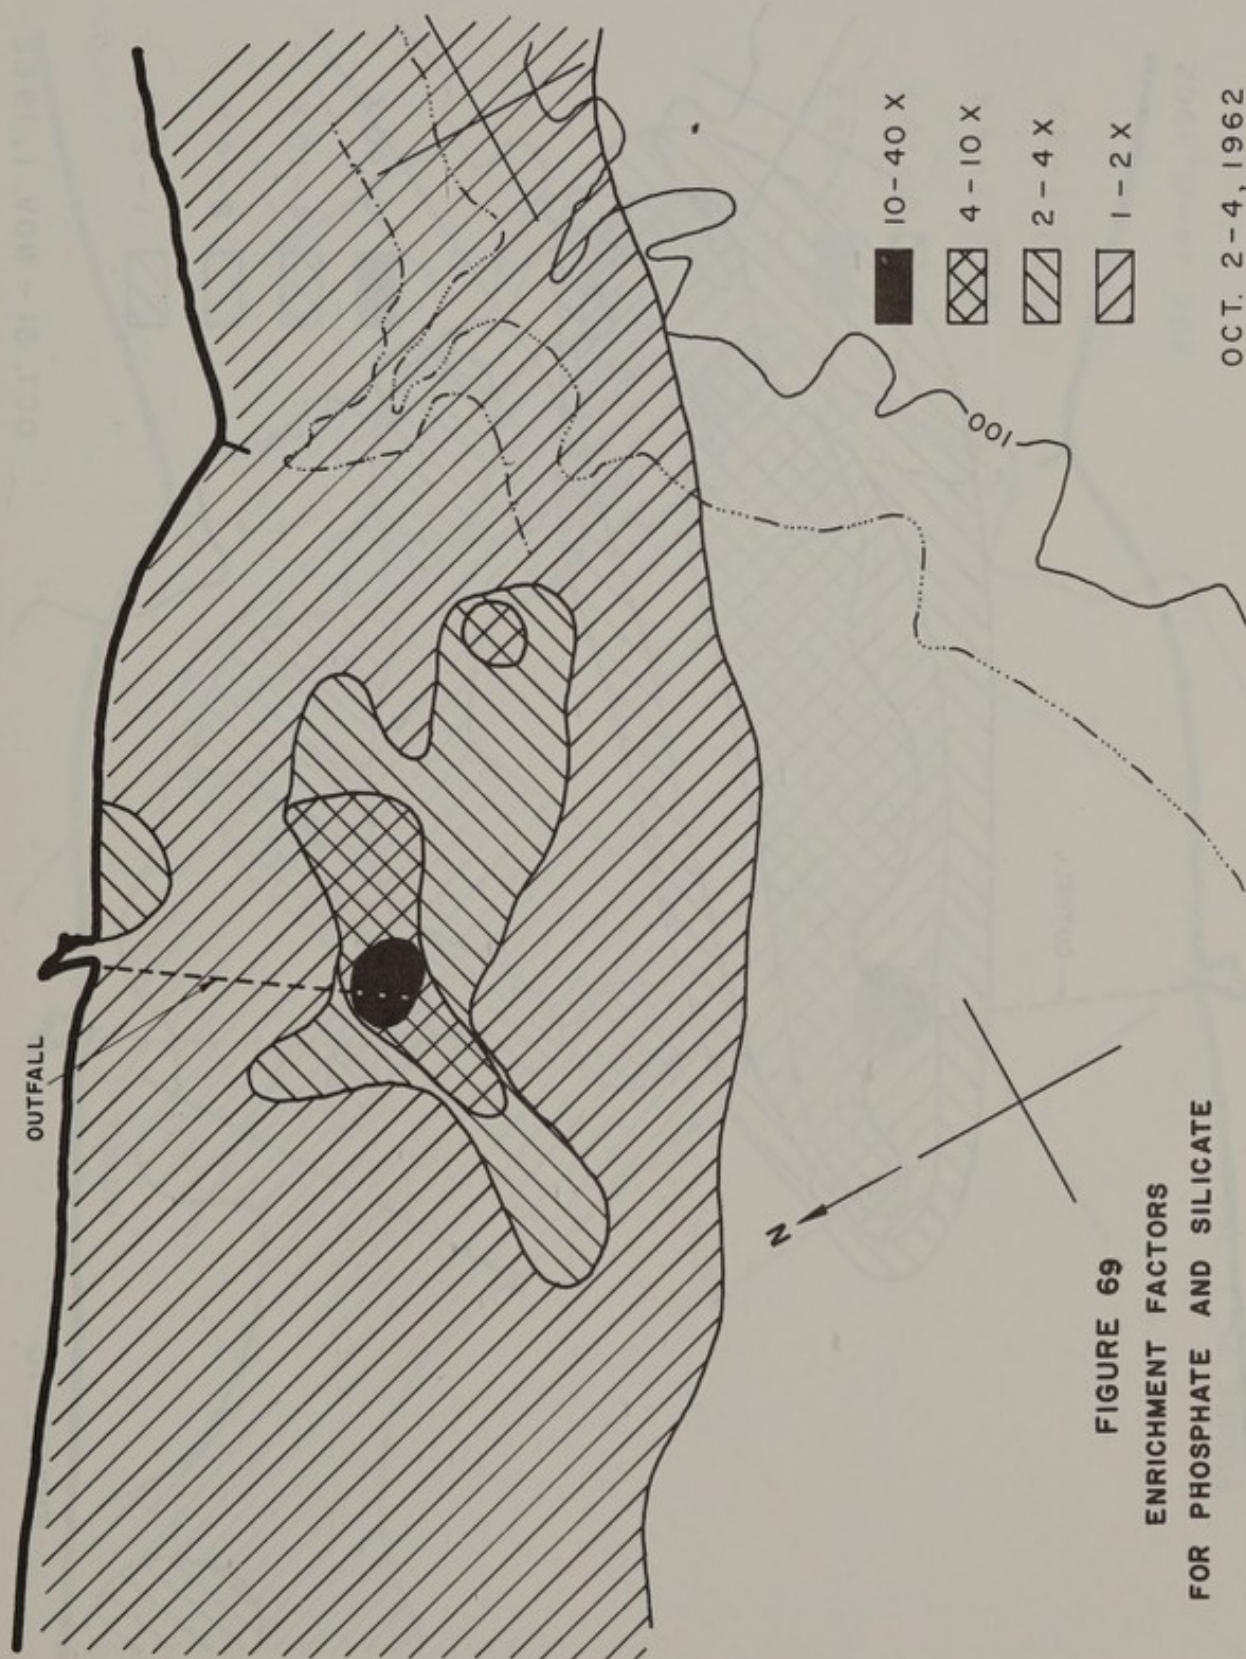 OUTFALL
100
10-40 X
4-10 X
2-4 X
1-2 X
OCT. 2-4, 1962
N
FIGURE 69
ENRICHMENT FACTORS
FOR PHOSPHATE AND SILICATE